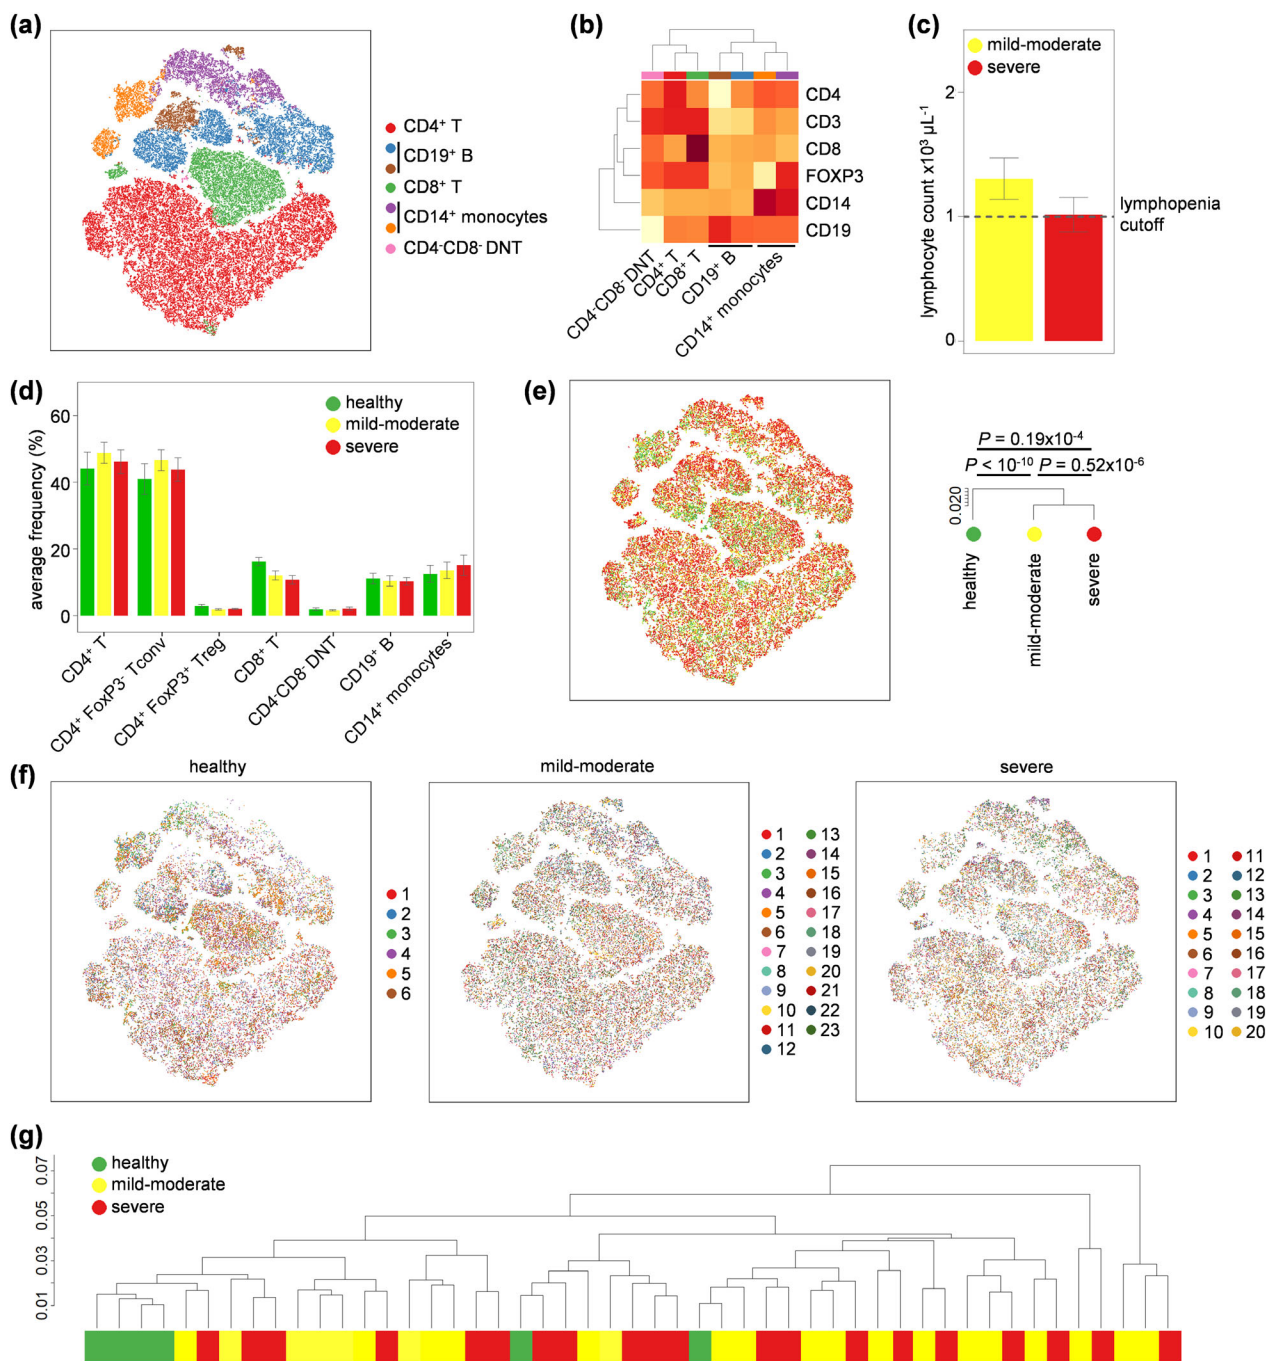 (a)
CD4⁺ T
CD19⁺ B
CD8⁺ T
CD14⁺ monocytes
CD4⁻CD8⁻ DNT
(b)
CD4
CD3
CD8
FOXP3
CD14
CD19
CD4⁻CD8⁻ DNT
CD4⁺ T
CD8⁺ T
CD19⁺ B
CD14⁺ monocytes
(c)
mild-moderate
severe
lymphocyte count x10³ µL⁻¹
2
1
0
lymphopenia
cutoff
(d)
healthy
mild-moderate
severe
average frequency (%)
60
40
20
0
CD4⁺ T
CD4⁺ FoxP3⁻ Tconv
CD4⁺ FoxP3⁺ Treg
CD8⁺ T
CD4⁻CD8⁻ DNT
CD19⁺ B
CD14⁺ monocytes
(e)
P = 0.19x10⁻⁴
P < 10⁻¹⁰ P = 0.52x10⁻⁶
0.020
healthy
mild-moderate
severe
(f)
healthy
1
2
3
4
5
6
mild-moderate
1 13
2 14
3 15
4 16
5 17
6 18
7 19
8 20
9 21
10 22
11 23
12
severe
1 11
2 12
3 13
4 14
5 15
6 16
7 17
8 18
9 19
10 20
(g)
healthy
mild-moderate
severe
0.07
0.05
0.03
0.01